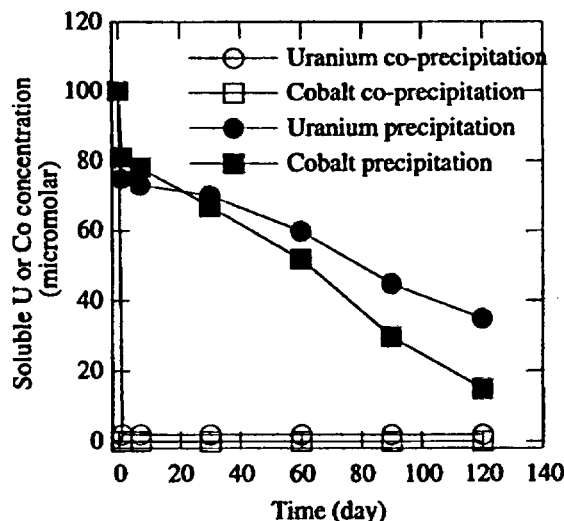 120
100
80
60
40
20
0
Soluble U or Co concentration
(micromolar)
Uranium co-precipitation
Cobalt co-precipitation
Uranium precipitation
Cobalt precipitation
0 20 40 60 80 100 120 140
Time (day)